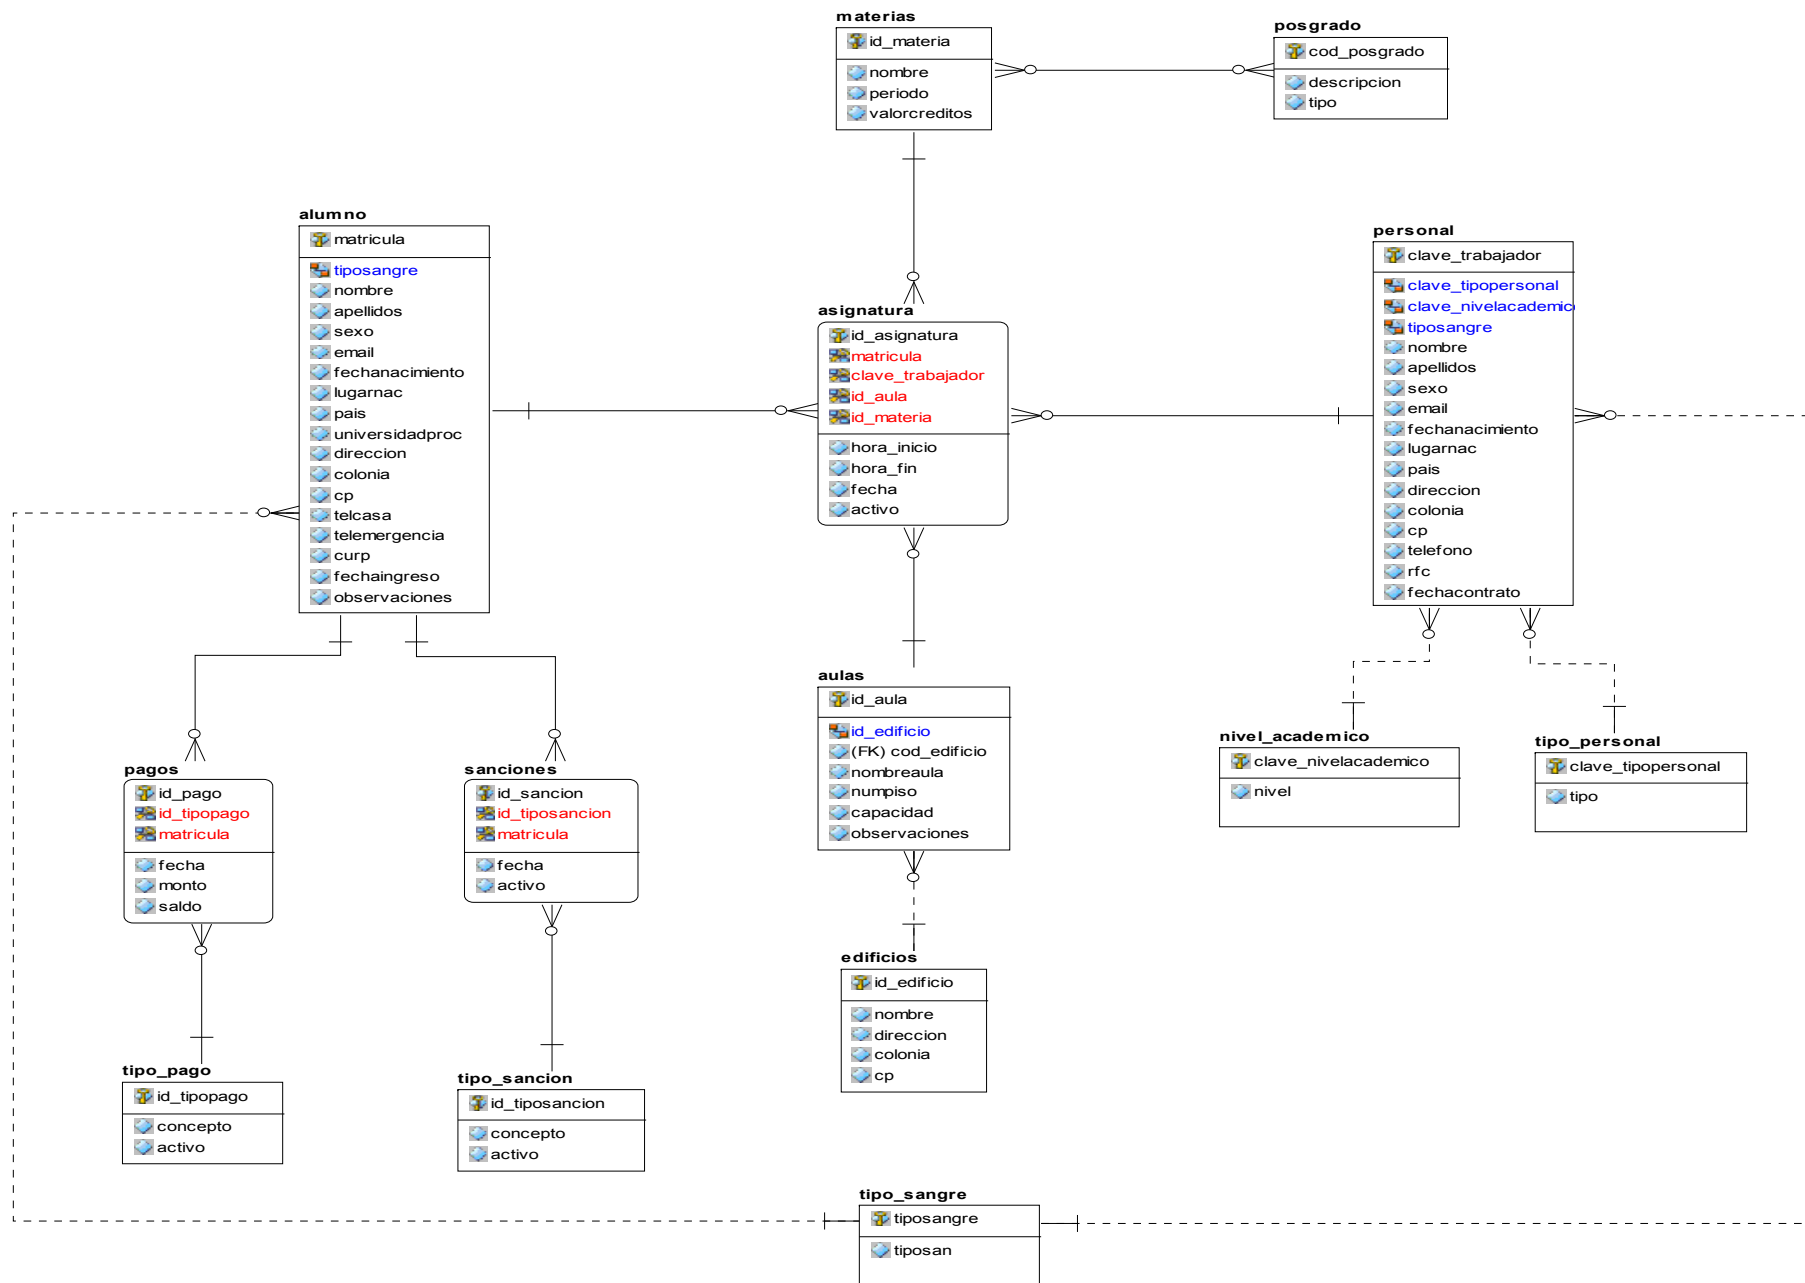 materias
id_materia
nombre
periodo
valorcreditos
posgrado
cod_posgrado
descripcion
tipo
alumno
matricula
tiposangre
nombre
apellidos
sexo
email
fechanacimiento
lugarnac
pais
universidadproc
direccion
colonia
cp
telcasa
telemergencia
curp
fechaingreso
observaciones
asignatura
id_asignatura
matricula
clave_trabajador
id_aula
id_materia
hora_inicio
hora_fin
fecha
activo
personal
clave_trabajador
clave_tipopersonal
clave_nivelacademico
tiposangre
nombre
apellidos
sexo
email
fechanacimiento
lugarnac
pais
direccion
colonia
cp
telefono
rfc
fechacontrato
pagos
id_pago
id_tipopago
matricula
fecha
monto
saldo
sanciones
id_sancion
id_tiposancion
matricula
fecha
activo
aulas
id_aula
id_edificio
(FK) cod_edificio
nombreaula
numpiso
capacidad
observaciones
nivel_academico
clave_nivelacademico
nivel
tipo_personal
clave_tipopersonal
tipo
edificios
id_edificio
nombre
direccion
colonia
cp
tipo_pago
id_tipopago
concepto
activo
tipo_sancion
id_tiposancion
concepto
activo
tipo_sangre
tiposangre
tiposan